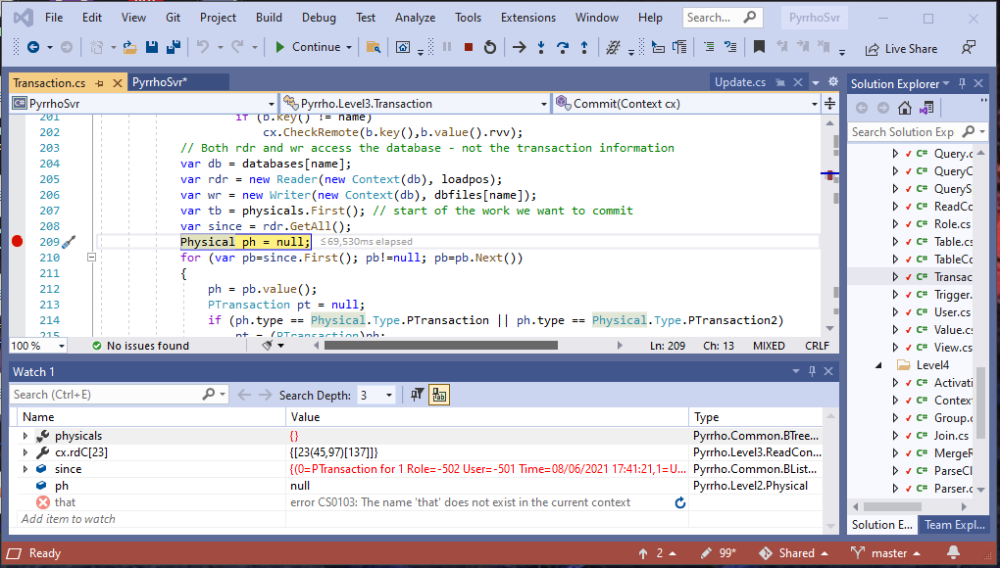 File Edit View Git Project Build Debug Test Analyze Tools Extensions Window Help Search... PyrrhoSvr
Continue Live Share
Transaction.cs PyrrhoSvr* Update.cs
PyrrhoSvr Pyrrho.Level3.Transaction Commit(Context cx)
201 if (b.key() != name)
202 cx.CheckRemote(b.key(),b.value().rvv);
203 // Both rdr and wr access the database - not the transaction information
204 var db = databases[name];
205 var rdr = new Reader(new Context(db), loadpos);
206 var wr = new Writer(new Context(db), dbfiles[name]);
207 var tb = physicals.First(); // start of the work we want to commit
208 var since = rdr.GetAll();
209 Physical ph = null; ≤69,530ms elapsed
210 for (var pb=since.First(); pb!=null; pb=pb.Next())
211 {
212 ph = pb.value();
213 PTransaction pt = null;
214 if (ph.type == Physical.Type.PTransaction || ph.type == Physical.Type.PTransaction2)
215 pt = (PTransaction)ph;
100 % No issues found Ln: 209 Ch: 13 MIXED CRLF
Watch 1
Search (Ctrl+E) Search Depth: 3
Name Value Type
physicals {} Pyrrho.Common.BTree...
cx.rdC[23] {[23(45,97)[137]]} Pyrrho.Level3.ReadCon...
since {(0=PTransaction for 1 Role=-502 User=-501 Time=08/06/2021 17:41:21,1=U... Pyrrho.Common.BList...
ph null Pyrrho.Level2.Physical
that error CS0103: The name 'that' does not exist in the current context
Add item to watch
Solution Explorer
Search Solution Exp
C# Query.c
C# QueryC
C# QueryS
C# ReadCo
C# Role.cs
C# Table.cs
C# TableCo
C# Transac
C# Trigger.
C# User.cs
C# Value.cs
C# View.cs
Level4
C# Activati
C# Contex
C# Group.c
C# Join.cs
C# MergeR
C# ParseCl
C# Parser.c
Solution E... Team Expl...
Ready 2 99* Shared master